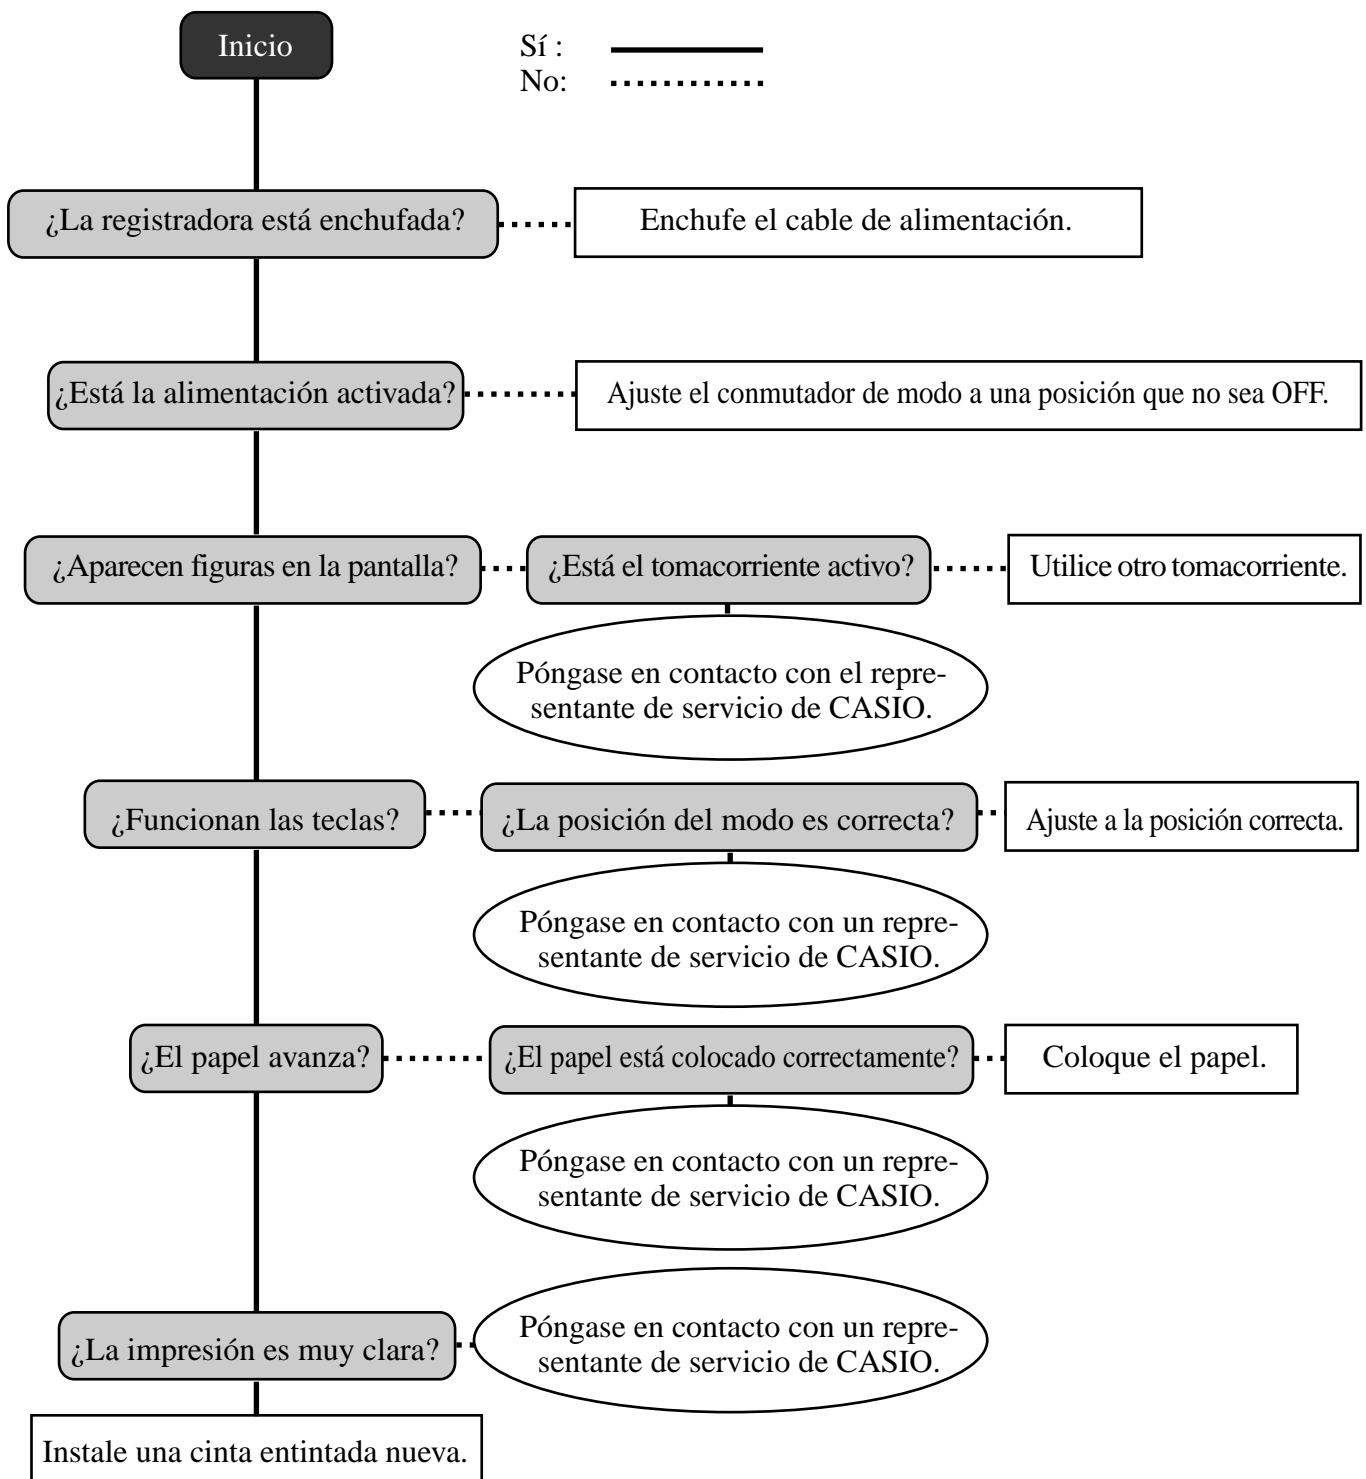 Inicio
Sí :
No:
¿La registradora está enchufada?
Enchufe el cable de alimentación.
¿Está la alimentación activada?
Ajuste el conmutador de modo a una posición que no sea OFF.
¿Aparecen figuras en la pantalla?
¿Está el tomacorriente activo?
Utilice otro tomacorriente.
Póngase en contacto con el repre-
sentante de servicio de CASIO.
¿Funcionan las teclas?
¿La posición del modo es correcta?
Ajuste a la posición correcta.
Póngase en contacto con un repre-
sentante de servicio de CASIO.
¿El papel avanza?
¿El papel está colocado correctamente?
Coloque el papel.
Póngase en contacto con un repre-
sentante de servicio de CASIO.
¿La impresión es muy clara?
Póngase en contacto con un repre-
sentante de servicio de CASIO.
Instale una cinta entintada nueva.